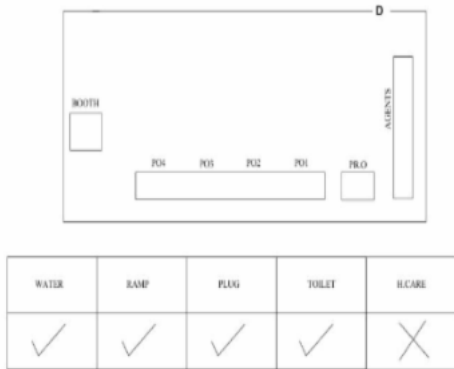 D
BOOTH
AGENTS
PO4 PO3 PO2 PO1 PR.O
WATER RAMP PLUG TOILET H.CARE